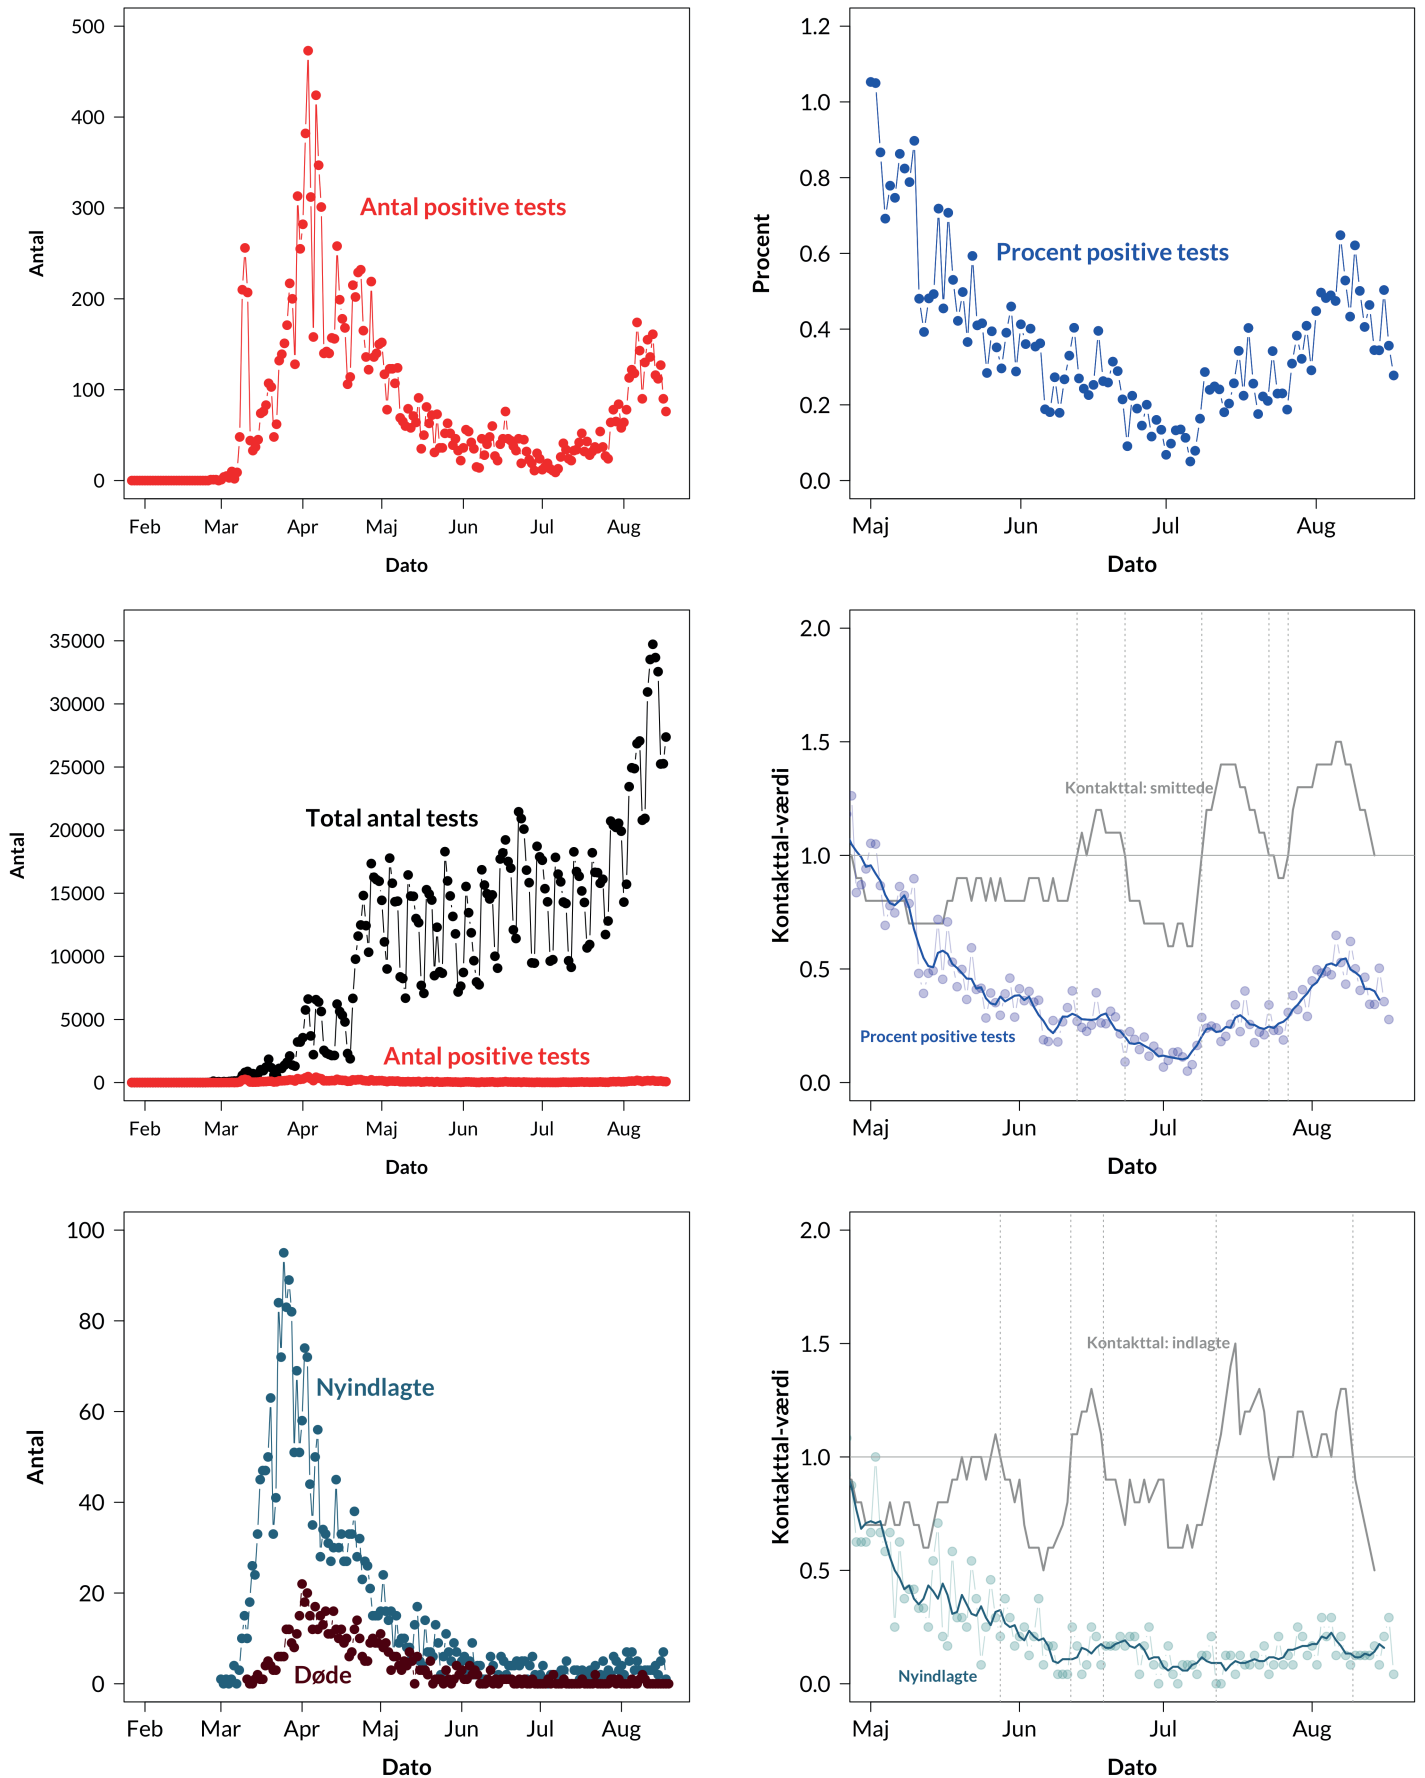 500
400
300
200
100
0
Antal
Antal positive tests
Feb Mar Apr Maj Jun Jul Aug
Dato
1.2
1.0
0.8
0.6
0.4
0.2
0.0
Procent
Procent positive tests
Maj Jun Jul Aug
Dato
35000
30000
25000
20000
15000
10000
5000
0
Antal
Total antal tests
Antal positive tests
Feb Mar Apr Maj Jun Jul Aug
Dato
2.0
1.5
1.0
0.5
0.0
Kontakttal-værdi
Kontakttal: smittede
Procent positive tests
Maj Jun Jul Aug
Dato
100
80
60
40
20
0
Antal
Nyindlagte
Døde
Feb Mar Apr Maj Jun Jul Aug
Dato
2.0
1.5
1.0
0.5
0.0
Kontakttal-værdi
Kontakttal: indlagte
Nyindlagte
Maj Jun Jul Aug
Dato